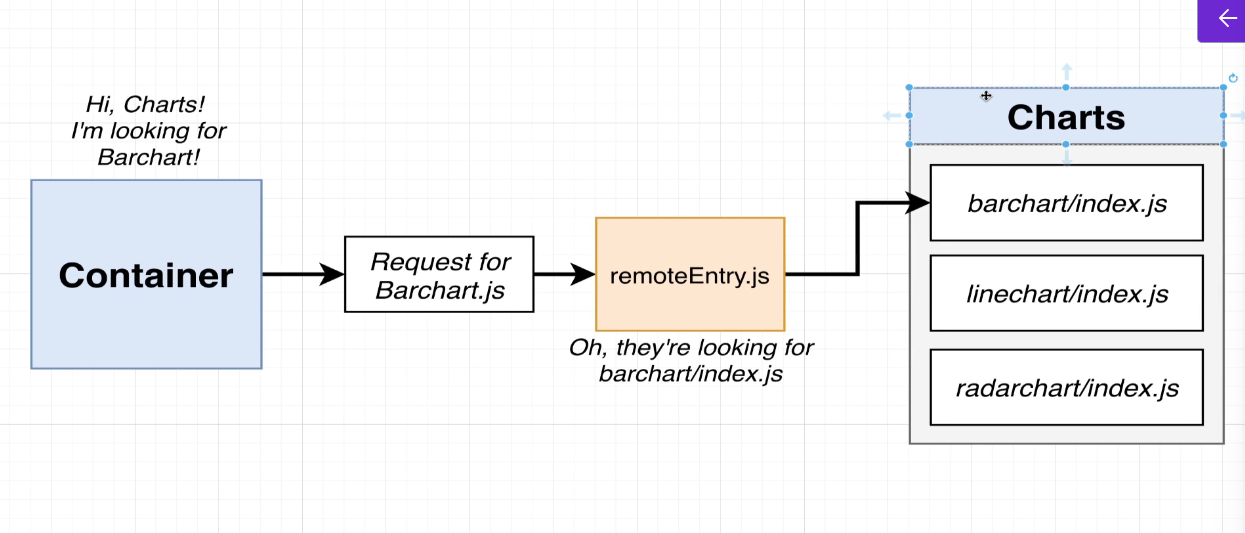 Hi, Charts!
I'm looking for
Barchart!
Container
Request for
Barchart.js
remoteEntry.js
Oh, they're looking for
barchart/index.js
Charts
barchart/index.js
linechart/index.js
radarchart/index.js